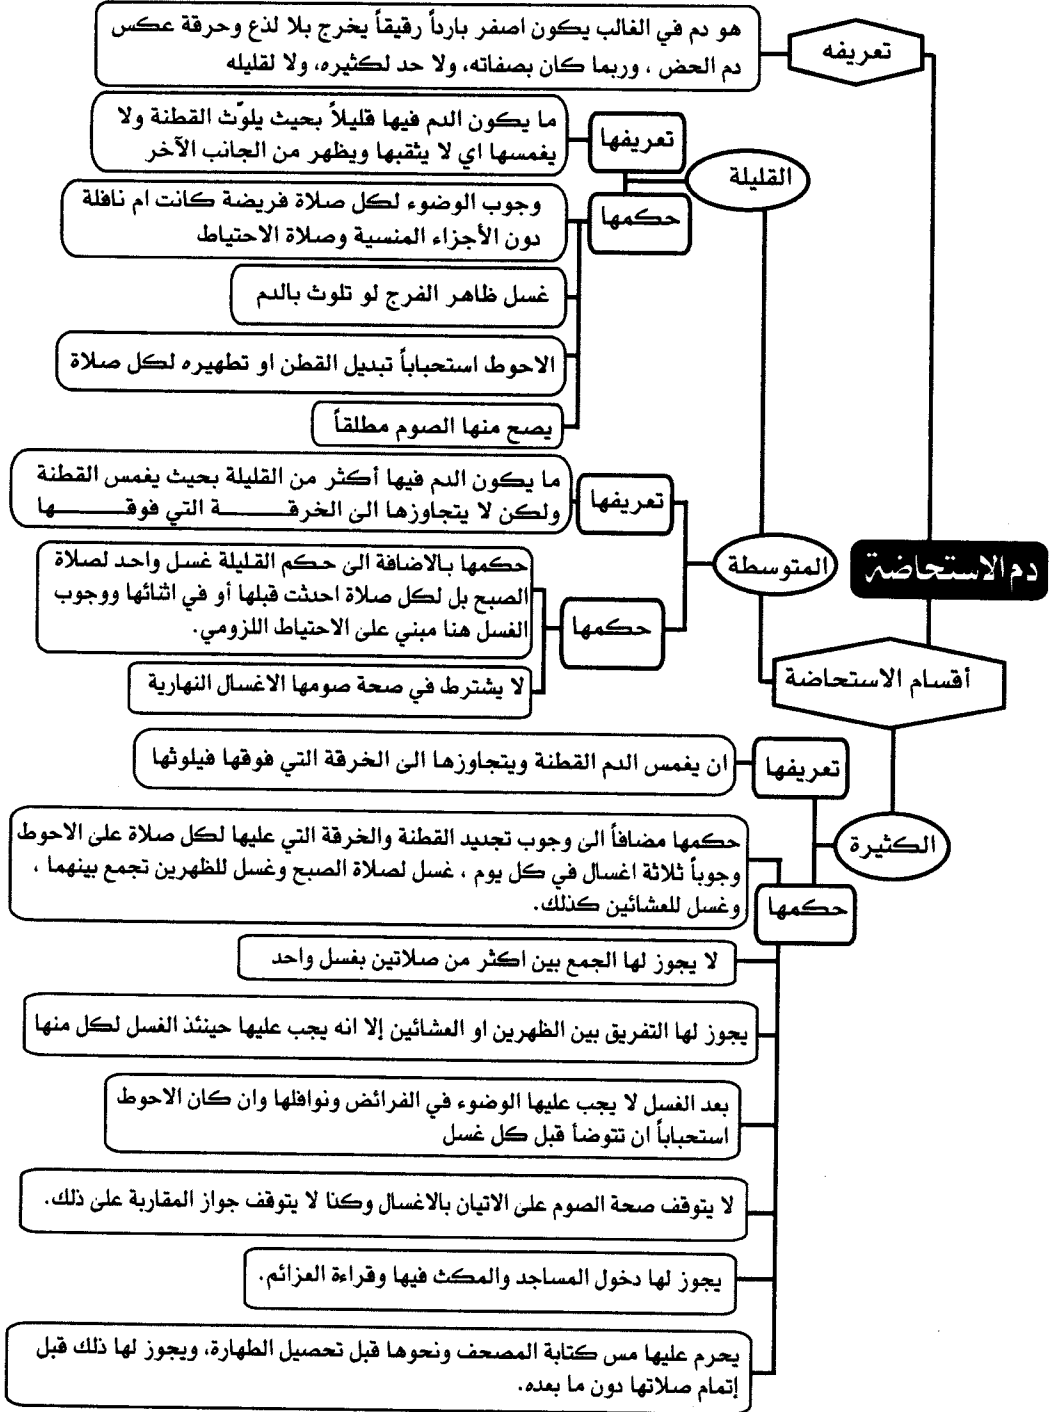 دم الاستحاضة
تعريفه
هو دم في الغالب يكون اصفر بارداً رقيقاً يخرج بلا لذع وحرقة عكس
دم الحض ، وربما كان بصفاته، ولا حد لكثيره، ولا لقليله
أقسام الاستحاضة
القليلة
تعريفها
ما يكون الدم فيها قليلاً بحيث يلوّث القطنة ولا
يغمسها اي لا يثقبها ويظهر من الجانب الآخر
حكمها
وجوب الوضوء لكل صلاة فريضة كانت ام نافلة
دون الأجزاء المنسية وصلاة الاحتياط
غسل ظاهر الفرج لو تلوث بالدم
الاحوط استحباباً تبديل القطن او تطهيره لكل صلاة
يصح منها الصوم مطلقاً
المتوسطة
تعريفها
ما يكون الدم فيها أكثر من القليلة بحيث يغمس القطنة
ولكن لا يتجاوزها الى الخرقـــــة التي فوقـــــها
حكمها
حكمها بالاضافة الى حكم القليلة غسل واحد لصلاة
الصبح بل لكل صلاة احدثت قبلها أو في اثنائها ووجوب
الغسل هنا مبني على الاحتياط اللزومي.
لا يشترط في صحة صومها الاغسال النهارية
الكثيرة
تعريفها
ان يغمس الدم القطنة ويتجاوزها الى الخرقة التي فوقها فيلوثها
حكمها
حكمها مضافاً الى وجوب تجديد القطنة والخرقة التي عليها لكل صلاة على الاحوط
وجوباً ثلاثة اغسال في كل يوم ، غسل لصلاة الصبح وغسل للظهرين تجمع بينهما ،
وغسل للعشائين كذلك.
لا يجوز لها الجمع بين اكثر من صلاتين بغسل واحد
يجوز لها التفريق بين الظهرين او العشائين إلا انه يجب عليها حينئذ الغسل لكل منها
بعد الغسل لا يجب عليها الوضوء في الفرائض ونوافلها وان كان الاحوط
استحباباً ان تتوضأ قبل كل غسل
لا يتوقف صحة الصوم على الاتيان بالاغسال وكنا لا يتوقف جواز المقاربة على ذلك.
يجوز لها دخول المساجد والمكث فيها وقراءة العزائم.
يحرم عليها مس كتابة المصحف ونحوها قبل تحصيل الطهارة، ويجوز لها ذلك قبل
إتمام صلاتها دون ما بعده.